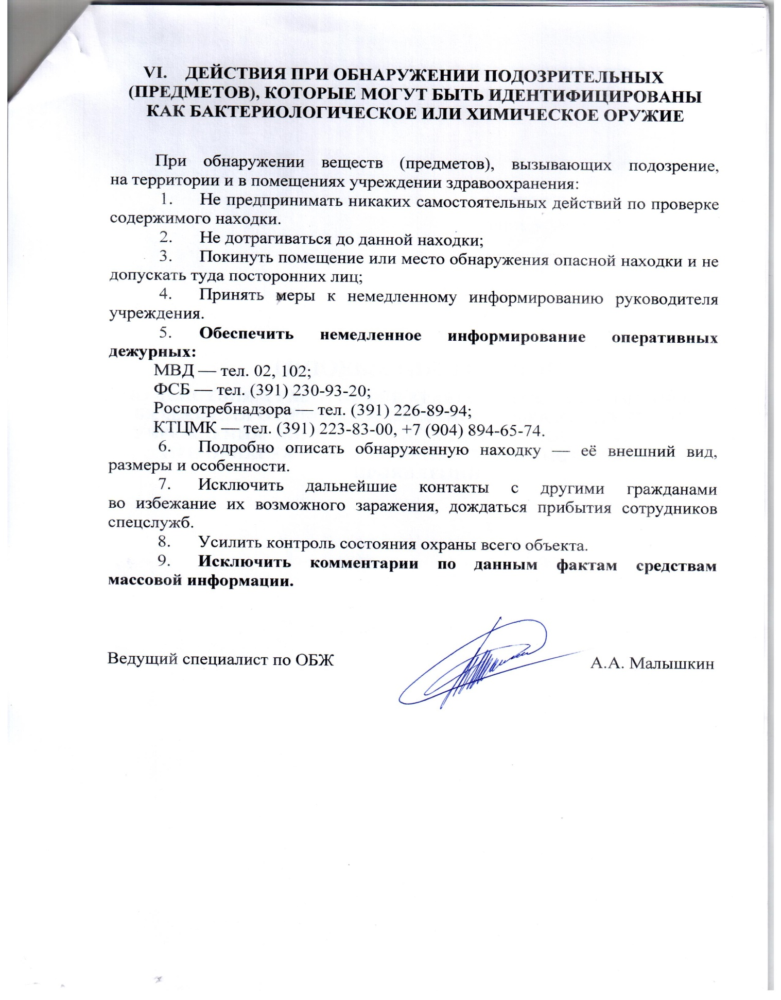 VI. ДЕЙСТВИЯ ПРИ ОБНАРУЖЕНИИ ПОДОЗРИТЕЛЬНЫХ
(ПРЕДМЕТОВ), КОТОРЫЕ МОГУТ БЫТЬ ИДЕНТИФИЦИРОВАНЫ
КАК БАКТЕРИОЛОГИЧЕСКОЕ ИЛИ ХИМИЧЕСКОЕ ОРУЖИЕ
При обнаружении веществ (предметов), вызывающих подозрение,
на территории и в помещениях учреждении здравоохранения:
1. Не предпринимать никаких самостоятельных действий по проверке
содержимого находки.
2. Не дотрагиваться до данной находки;
3. Покинуть помещение или место обнаружения опасной находки и не
допускать туда посторонних лиц;
4. Принять меры к немедленному информированию руководителя
учреждения.
5. Обеспечить немедленное информирование оперативных
дежурных:
МВД — тел. 02, 102;
ФСБ — тел. (391) 230-93-20;
Роспотребнадзора — тел. (391) 226-89-94;
КТЦМК — тел. (391) 223-83-00, +7 (904) 894-65-74.
6. Подробно описать обнаруженную находку — её внешний вид,
размеры и особенности.
7. Исключить дальнейшие контакты с другими гражданами
во избежание их возможного заражения, дождаться прибытия сотрудников
спецслужб.
8. Усилить контроль состояния охраны всего объекта.
9. Исключить комментарии по данным фактам средствам
массовой информации.
Ведущий специалист по ОБЖ А.А. Малышкин